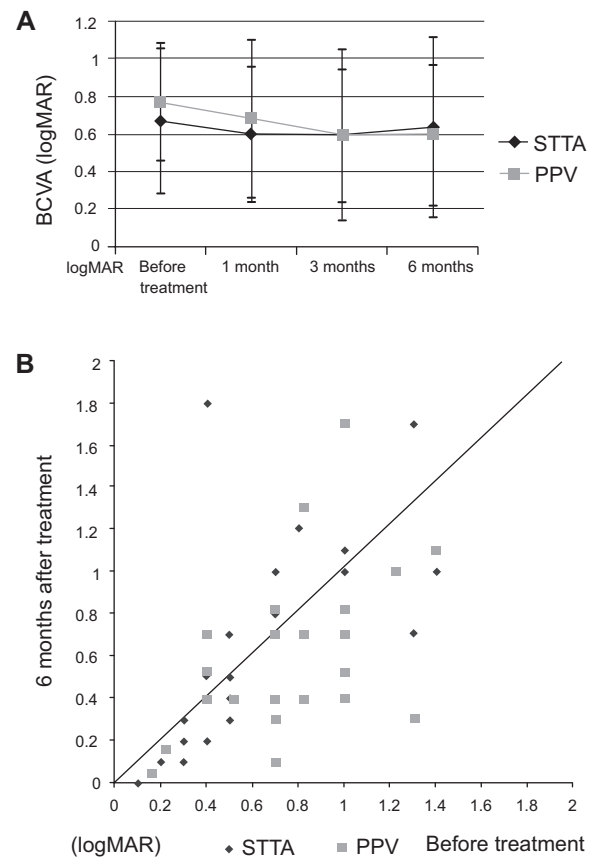 A
BCVA (logMAR)
1.2
1
0.8
0.6
0.4
0.2
0
logMAR
Before treatment
1 month
3 months
6 months
STTA
PPV
B
6 months after treatment
2
1.8
1.6
1.4
1.2
1
0.8
0.6
0.4
0.2
0
0 0.2 0.4 0.6 0.8 1 1.2 1.4 1.6 1.8 2
(logMAR) STTA PPV Before treatment